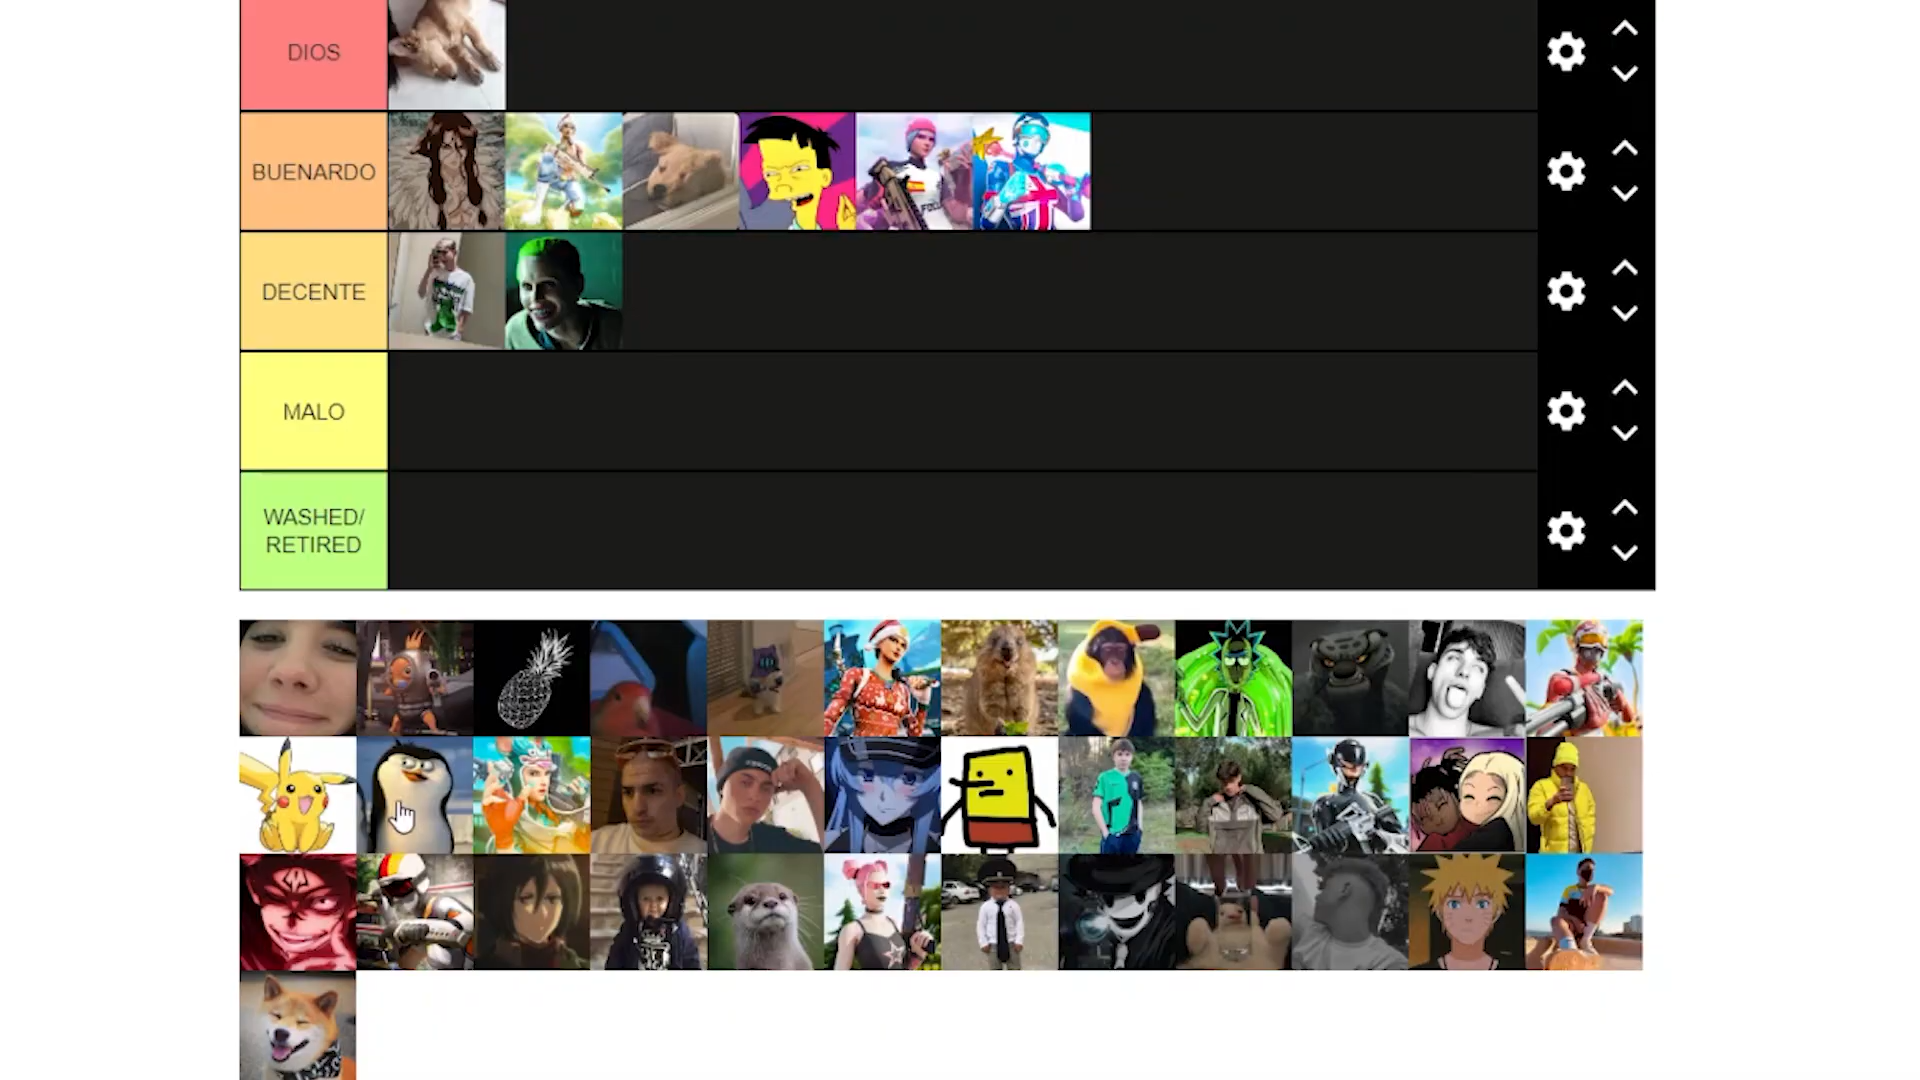 DIOS
BUENARDO
DECENTE
MALO
WASHED/
RETIRED